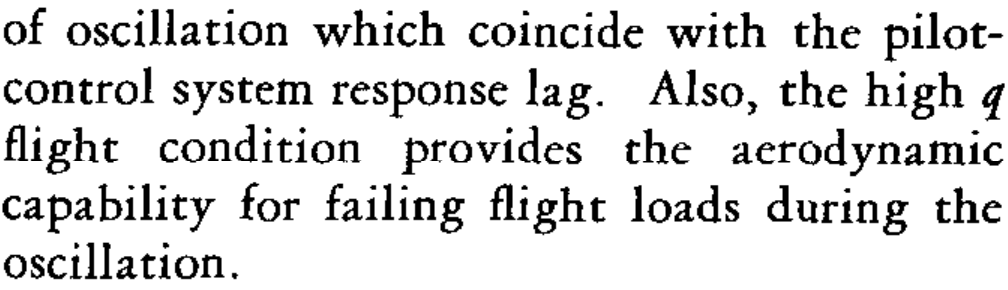 of oscillation which coincide with the pilot-
control system response lag. Also, the high q
flight condition provides the aerodynamic
capability for failing flight loads during the
oscillation.